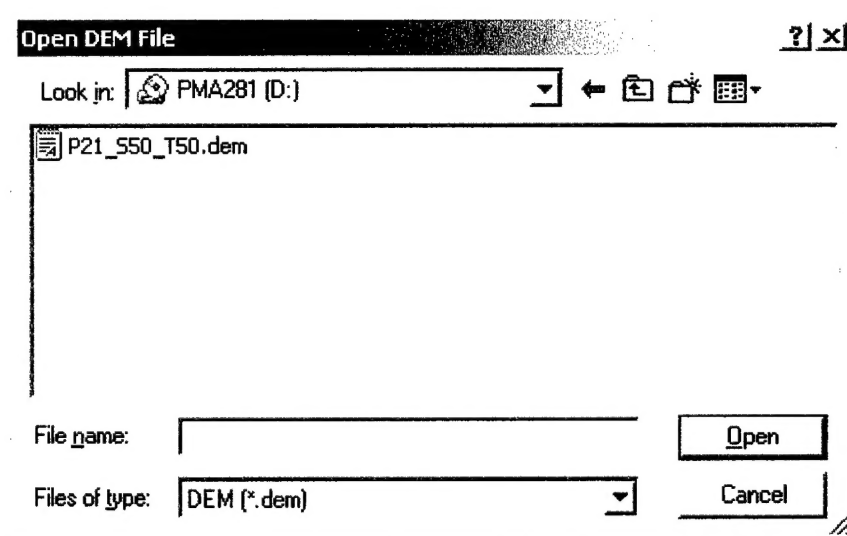 Open DEM File
Look in: PMA281 (D:)
P21_S50_T50.dem
File name:
Open
Files of type: DEM (*.dem)
Cancel